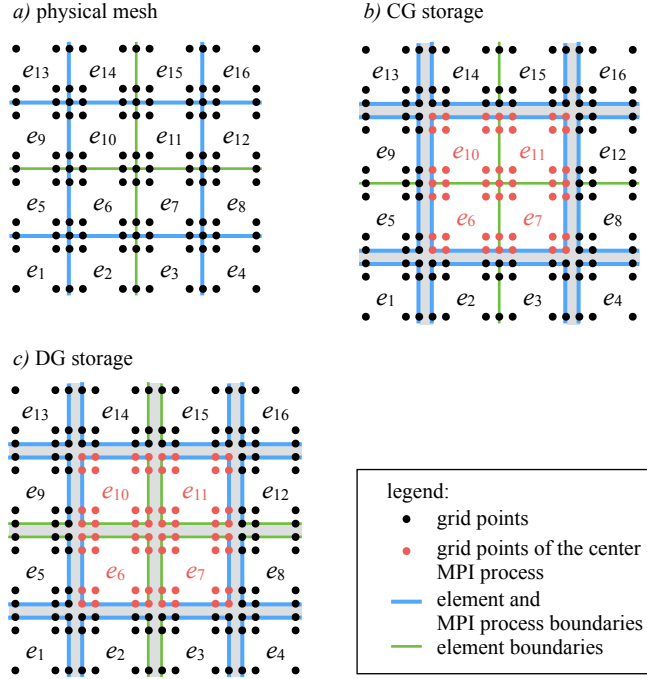 a) physical mesh
e13 e14 e15 e16
e9 e10 e11 e12
e5 e6 e7 e8
e1 e2 e3 e4
b) CG storage
e13 e14 e15 e16
e9 e10 e11 e12
e5 e6 e7 e8
e1 e2 e3 e4
c) DG storage
e13 e14 e15 e16
e9 e10 e11 e12
e5 e6 e7 e8
e1 e2 e3 e4
legend:
grid points
grid points of the center
MPI process
element and
MPI process boundaries
element boundaries